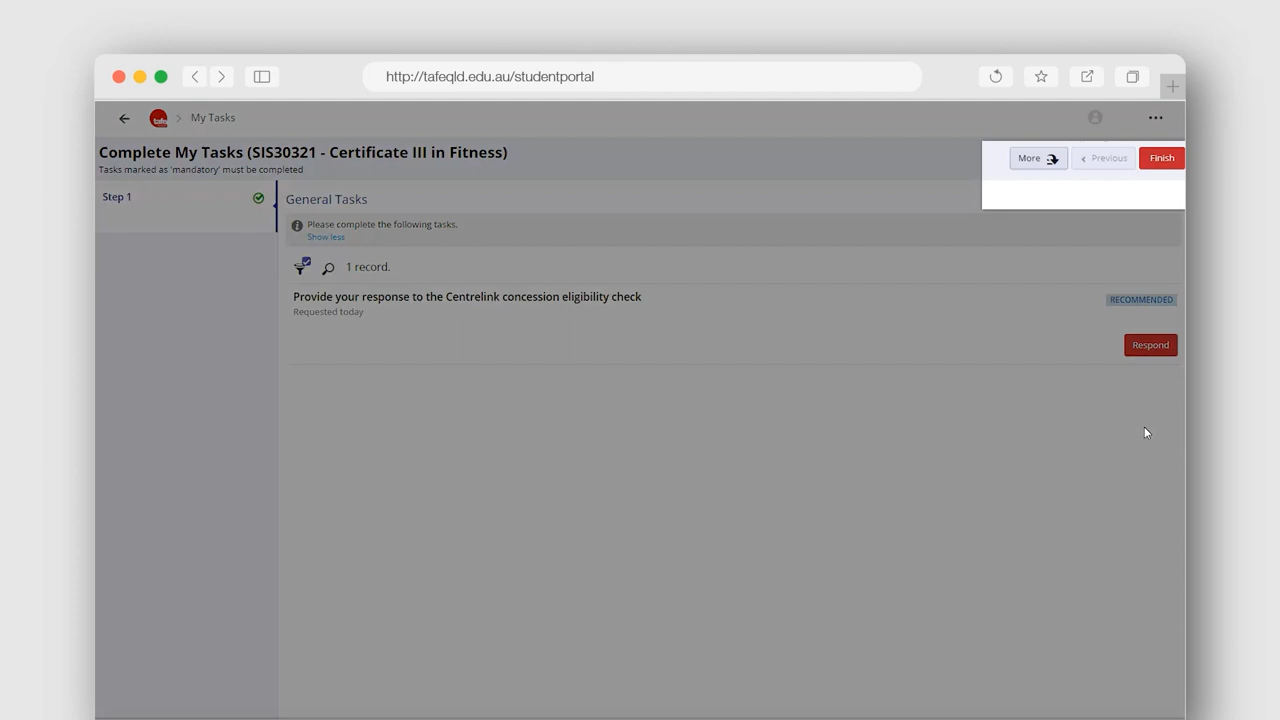 http://tafeqld.edu.au/studentportal
tafe
My Tasks
Complete My Tasks (SIS30321 - Certificate III in Fitness)
Tasks marked as 'mandatory' must be completed
More
Previous
Finish
Step 1
General Tasks
Please complete the following tasks.
Show less
1 record.
Provide your response to the Centrelink concession eligibility check
RECOMMENDED
Requested today
Respond